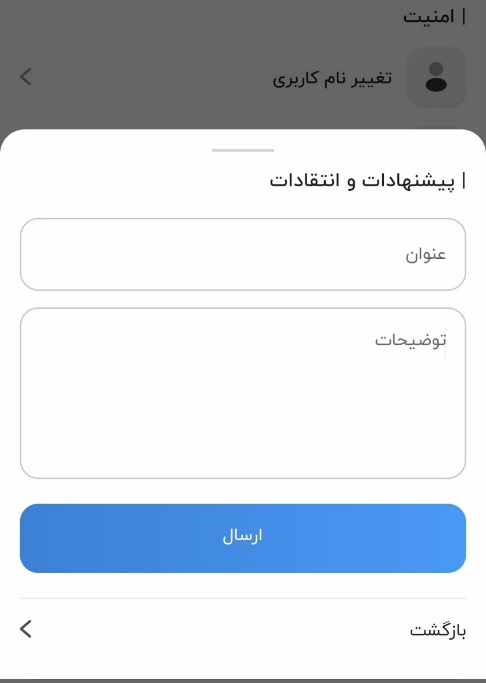 | امنیت
تغییر نام کاربری
| پیشنهادات و انتقادات
عنوان
توضیحات
ارسال
بازگشت